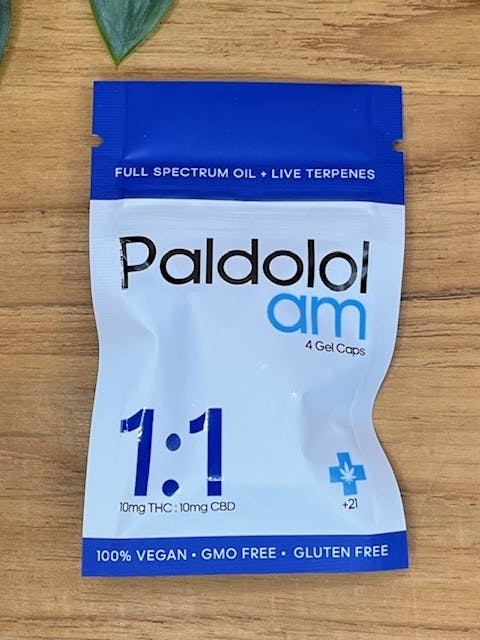 FULL SPECTRUM OIL + LIVE TERPENES
Paldolol
am
4 Gel Caps
1:1
10mg THC : 10mg CBD
+21
100% VEGAN • GMO FREE • GLUTEN FREE